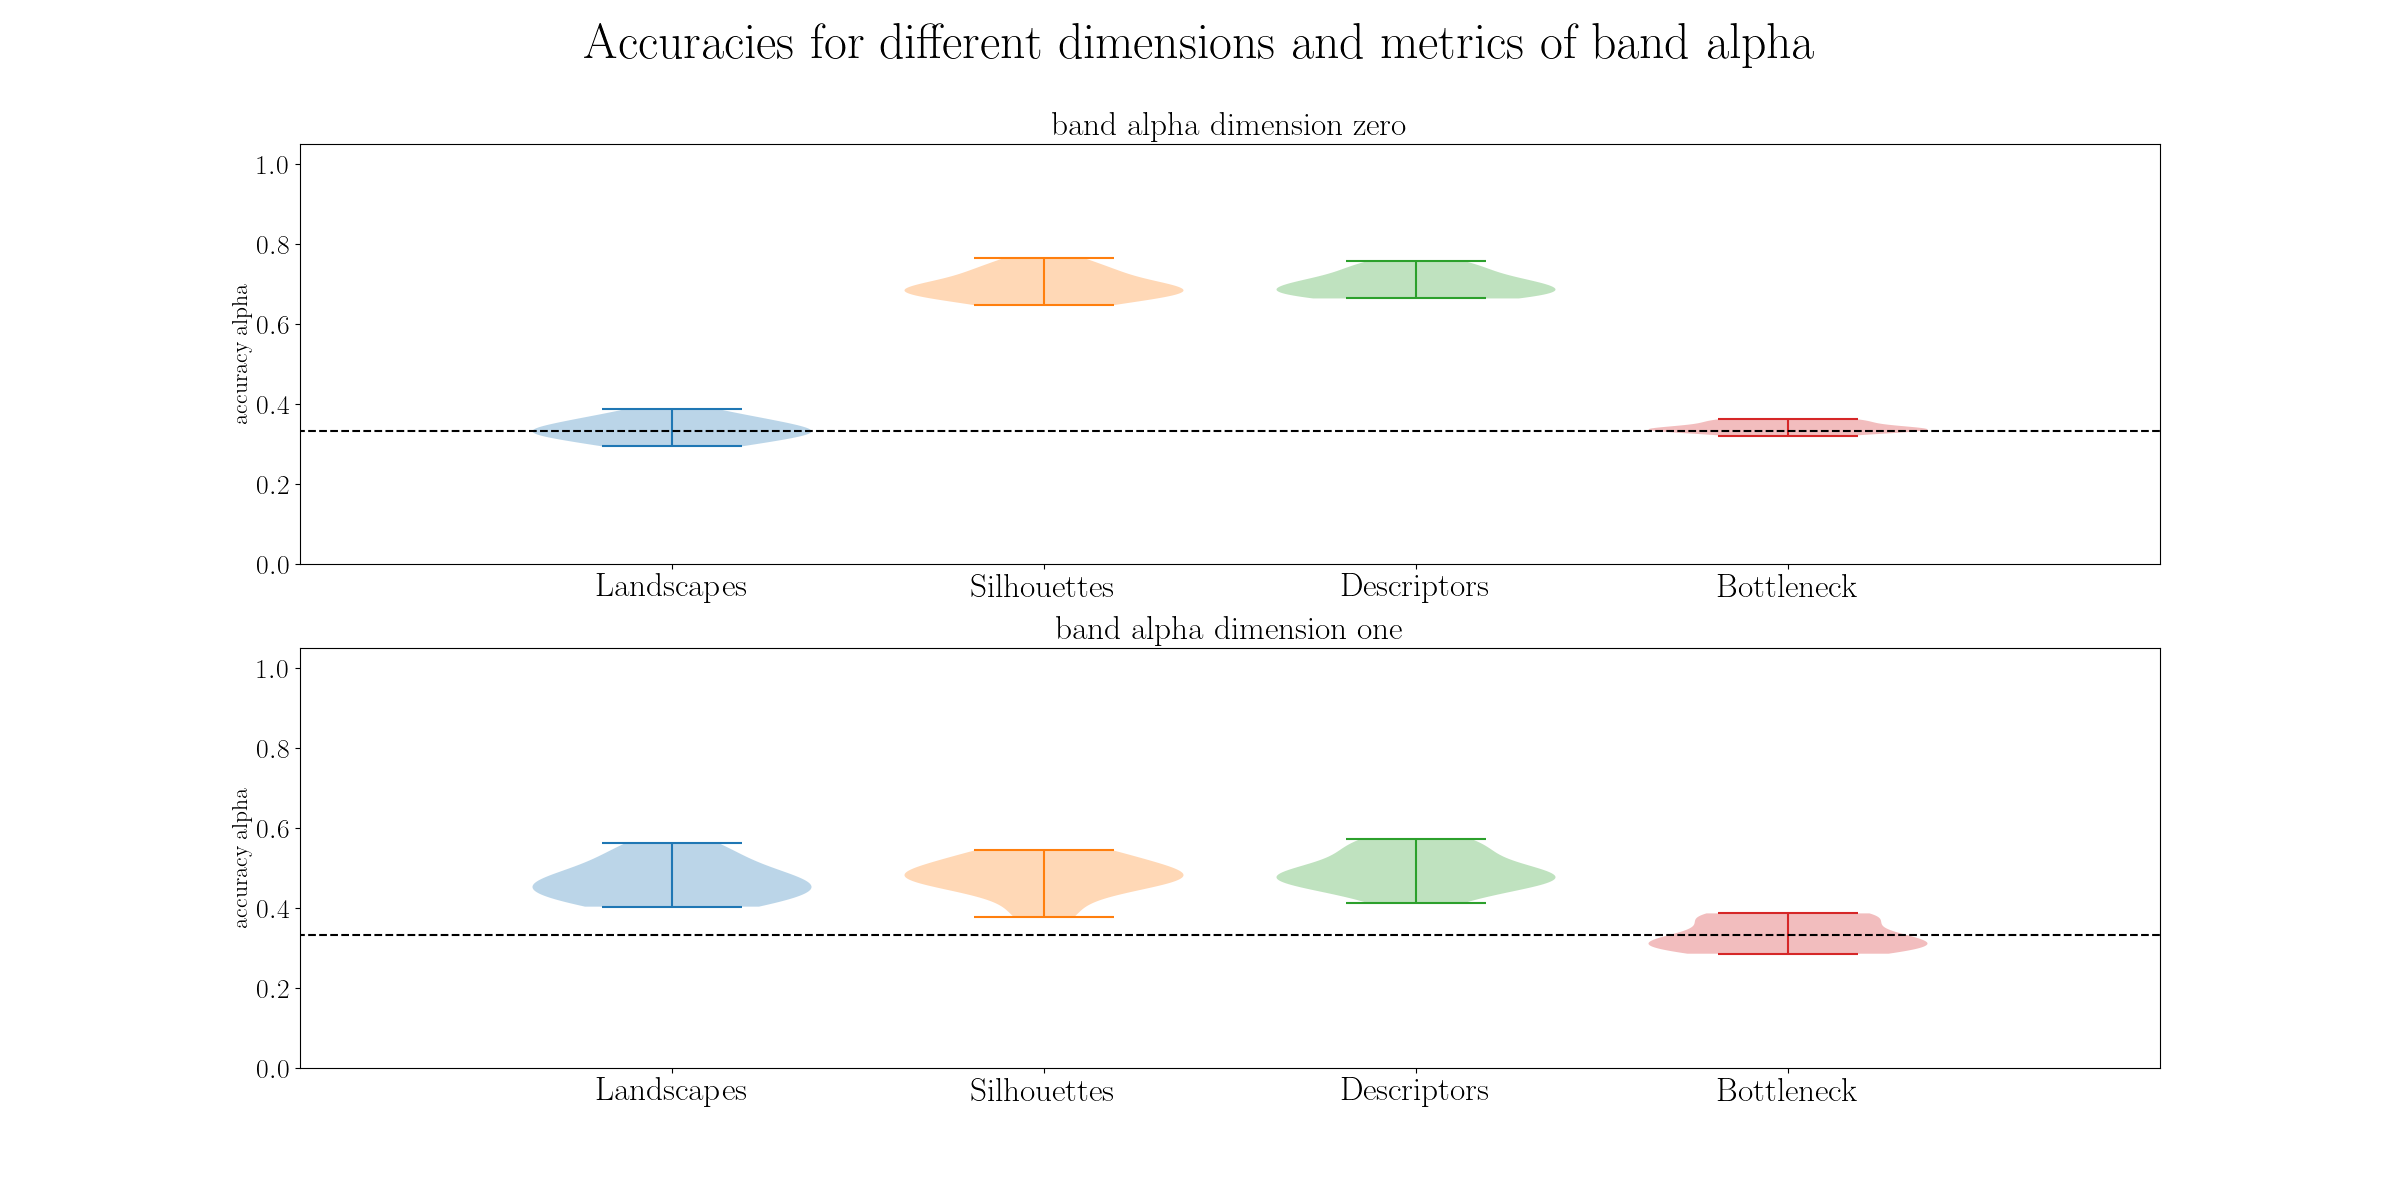 Accuracies for different dimensions and metrics of band alpha
band alpha dimension zero
accuracy alpha
1.0
0.8
0.6
0.4
0.2
0.0
Landscapes Silhouettes Descriptors Bottleneck
band alpha dimension one
accuracy alpha
1.0
0.8
0.6
0.4
0.2
0.0
Landscapes Silhouettes Descriptors Bottleneck